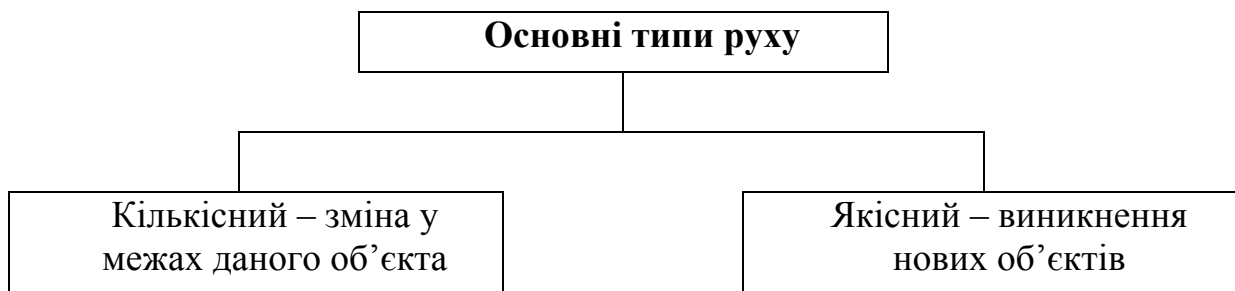 Основні типи руху
Кількісний – зміна у
межах даного об’єкта
Якісний – виникнення
нових об’єктів